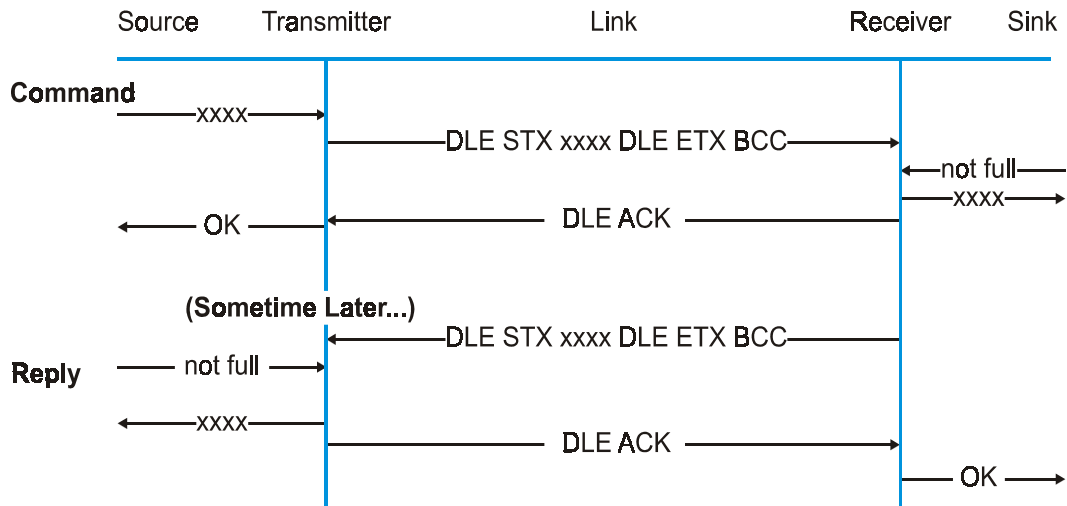 Source Transmitter Link Receiver Sink
Command
xxxx
DLE STX xxxx DLE ETX BCC
not full
xxxx
DLE ACK
OK
(Sometime Later...)
DLE STX xxxx DLE ETX BCC
Reply
not full
xxxx
DLE ACK
OK